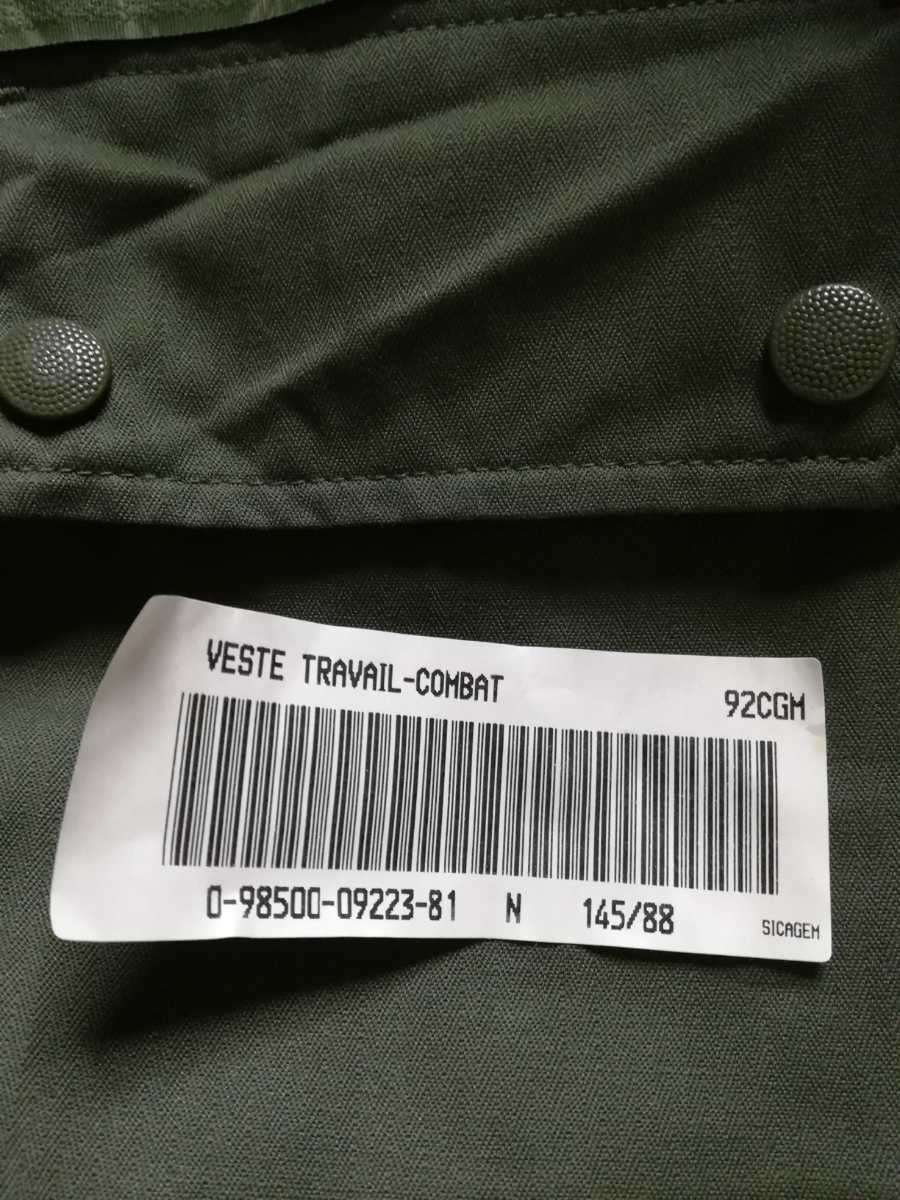 VESTE TRAVAIL-COMBAT 92CGM
0-98500-09223-81 N 145/88 SICAGEM